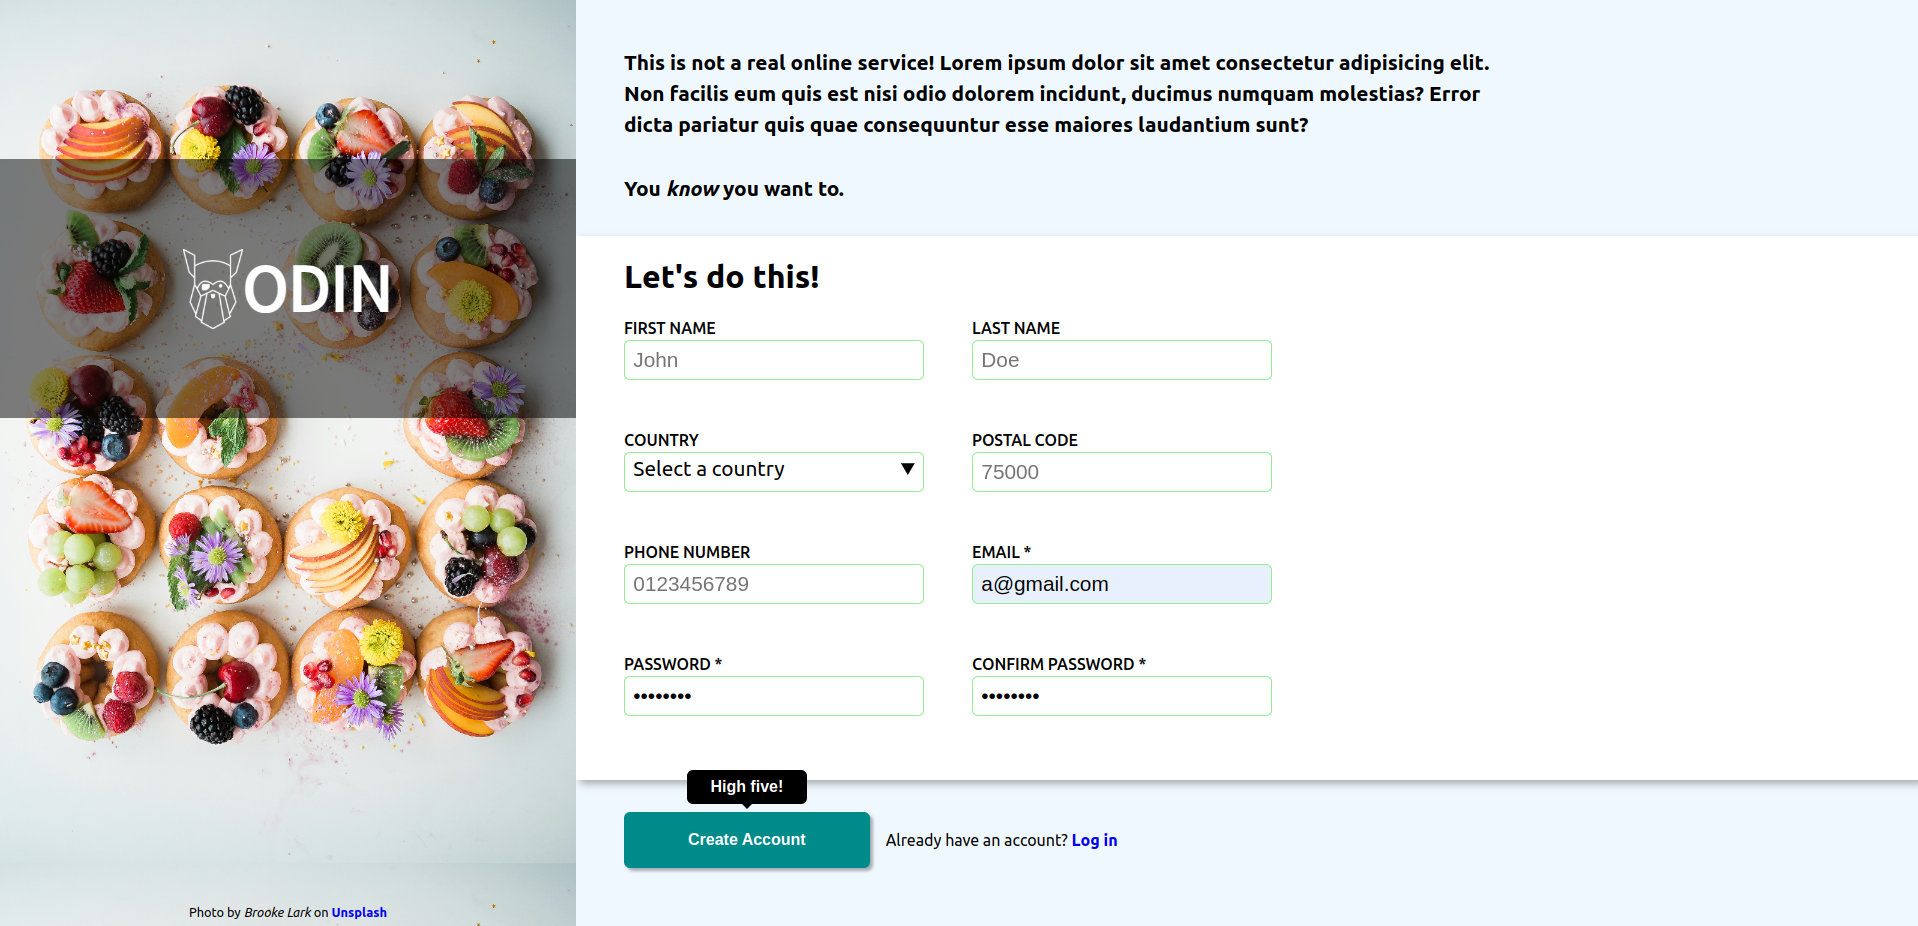 ODIN
Photo by Brooke Lark on Unsplash
This is not a real online service! Lorem ipsum dolor sit amet consectetur adipisicing elit.
Non facilis eum quis est nisi odio dolorem incidunt, ducimus numquam molestias? Error
dicta pariatur quis quae consequuntur esse maiores laudantium sunt?
You know you want to.
Let's do this!
FIRST NAME
John
LAST NAME
Doe
COUNTRY
Select a country
POSTAL CODE
75000
PHONE NUMBER
0123456789
EMAIL *
a@gmail.com
PASSWORD *
••••••••
CONFIRM PASSWORD *
••••••••
High five!
Create Account
Already have an account? Log in